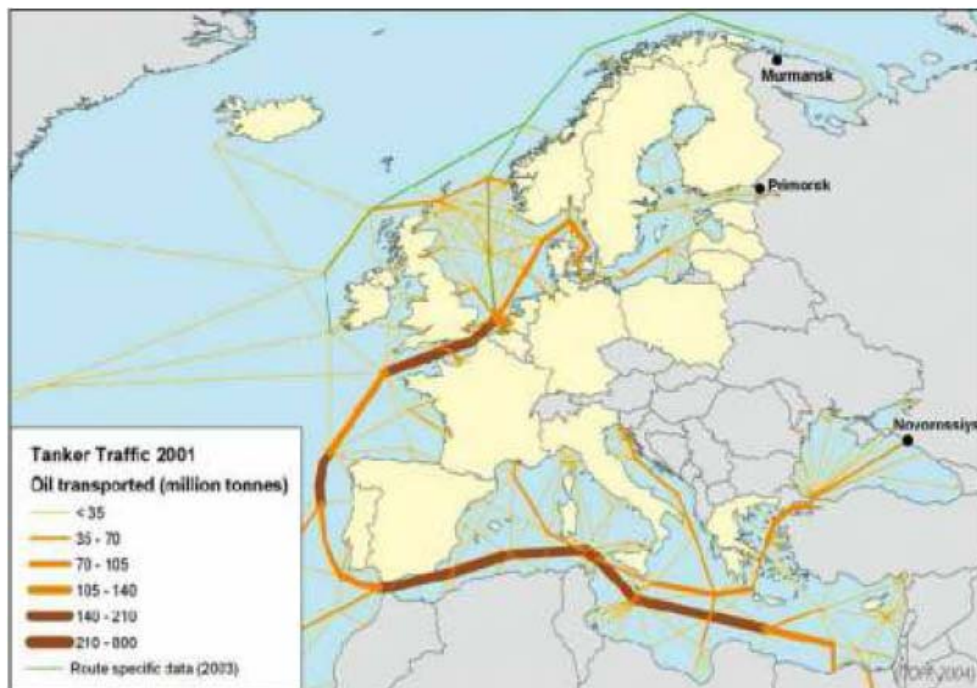 Murmansk
Primorsk
Novorossiys
Tanker Traffic 2001
Oil transported (million tonnes)
< 35
35 - 70
70 - 105
105 - 140
140 - 210
210 - 800
Route specific data (2003)
2004)